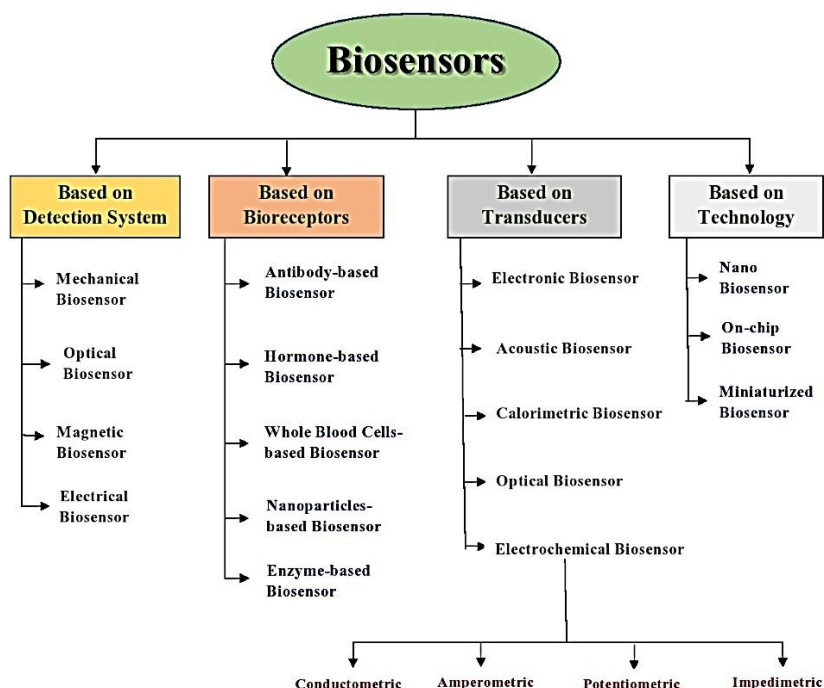 Biosensors
Based on
Detection System
Based on
Bioreceptors
Based on
Transducers
Based on
Technology
Mechanical
Biosensor
Optical
Biosensor
Magnetic
Biosensor
Electrical
Biosensor
Antibody-based
Biosensor
Hormone-based
Biosensor
Whole Blood Cells-
based Biosensor
Nanoparticles-
based Biosensor
Enzyme-based
Biosensor
Electronic Biosensor
Acoustic Biosensor
Calorimetric Biosensor
Optical Biosensor
Electrochemical Biosensor
Nano
Biosensor
On-chip
Biosensor
Miniaturized
Biosensor
Conductometric
Amperometric
Potentiometric
Impedimetric